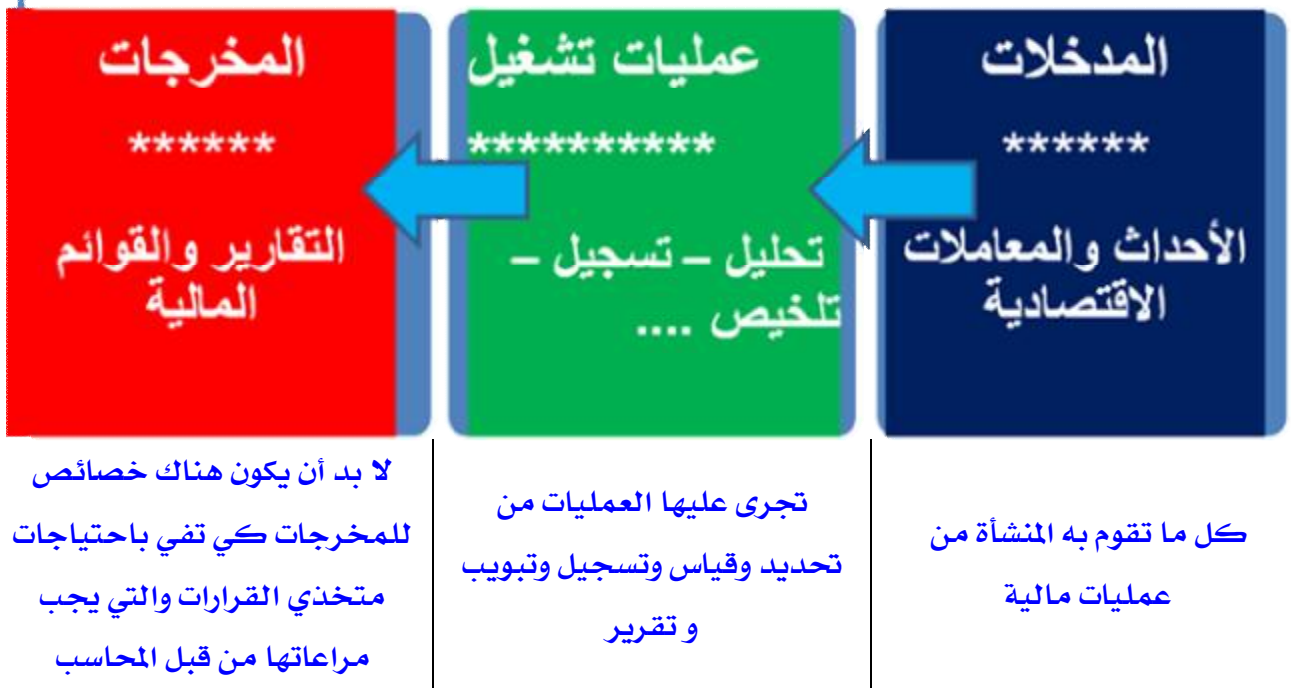 المدخلات
******
الأحداث والمعاملات
الاقتصادية
عمليات تشغيل
**********
تحليل – تسجيل –
تلخيص ....
المخرجات
******
التقارير والقوائم
المالية
كل ما تقوم به المنشأة من
عمليات مالية
تجرى عليها العمليات من
تحديد وقياس وتسجيل وتبويب
و تقرير
لا بد أن يكون هناك خصائص
للمخرجات كي تفي باحتياجات
متخذي القرارات والتي يجب
مراعاتها من قبل المحاسب